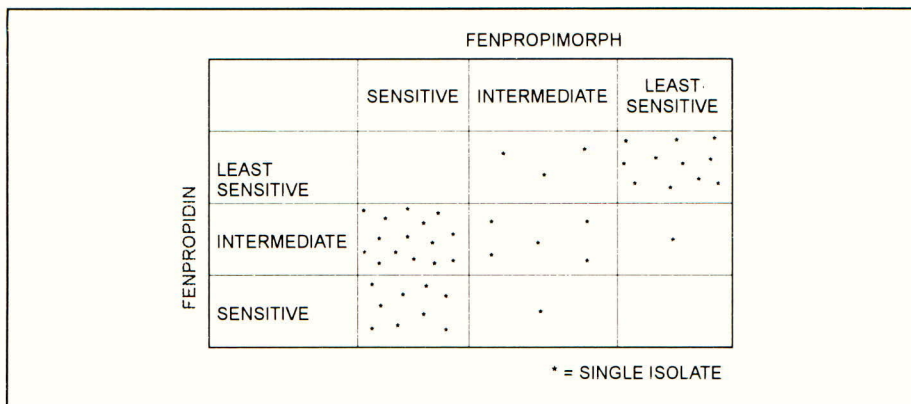 FENPROPIMORPH
SENSITIVE INTERMEDIATE LEAST-SENSITIVE
FENPROPIDIN
LEAST SENSITIVE
INTERMEDIATE
SENSITIVE
* = SINGLE ISOLATE